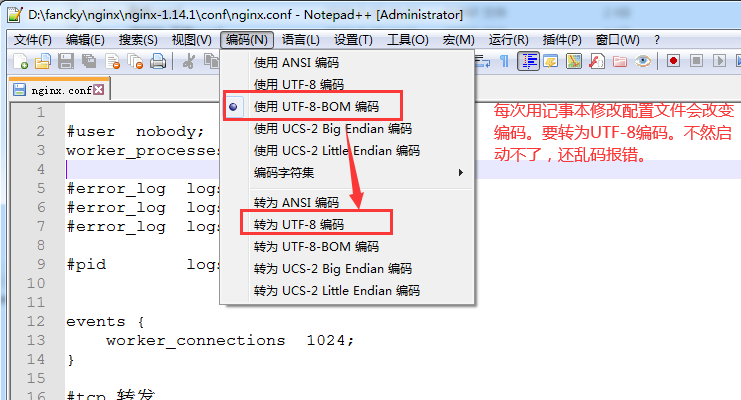 D:\fancky\nginx\nginx-1.14.1\conf\nginx.conf - Notepad++ [Administrator]
文件(F) 编辑(E) 搜索(S) 视图(V) 编码(N) 语言(L) 设置(T) 工具(O) 宏(M) 运行(R) 插件(P) 窗口(W) ?
nginx.conf
使用 ANSI 编码
使用 UTF-8 编码
使用 UTF-8-BOM 编码
使用 UCS-2 Big Endian 编码
使用 UCS-2 Little Endian 编码
编码字符集
转为 ANSI 编码
转为 UTF-8 编码
转为 UTF-8-BOM 编码
转为 UCS-2 Big Endian 编码
转为 UCS-2 Little Endian 编码
每次用记事本修改配置文件会改变
编码。要转为UTF-8编码。不然启
动不了，还乱码报错。
1
2 #user nobody;
3 worker_processes
4
5 #error_log logs
6 #error_log logs
7 #error_log logs
8
9 #pid logs
10
11
12 events {
13 worker_connections 1024;
14 }
15
16 #tcp 转发